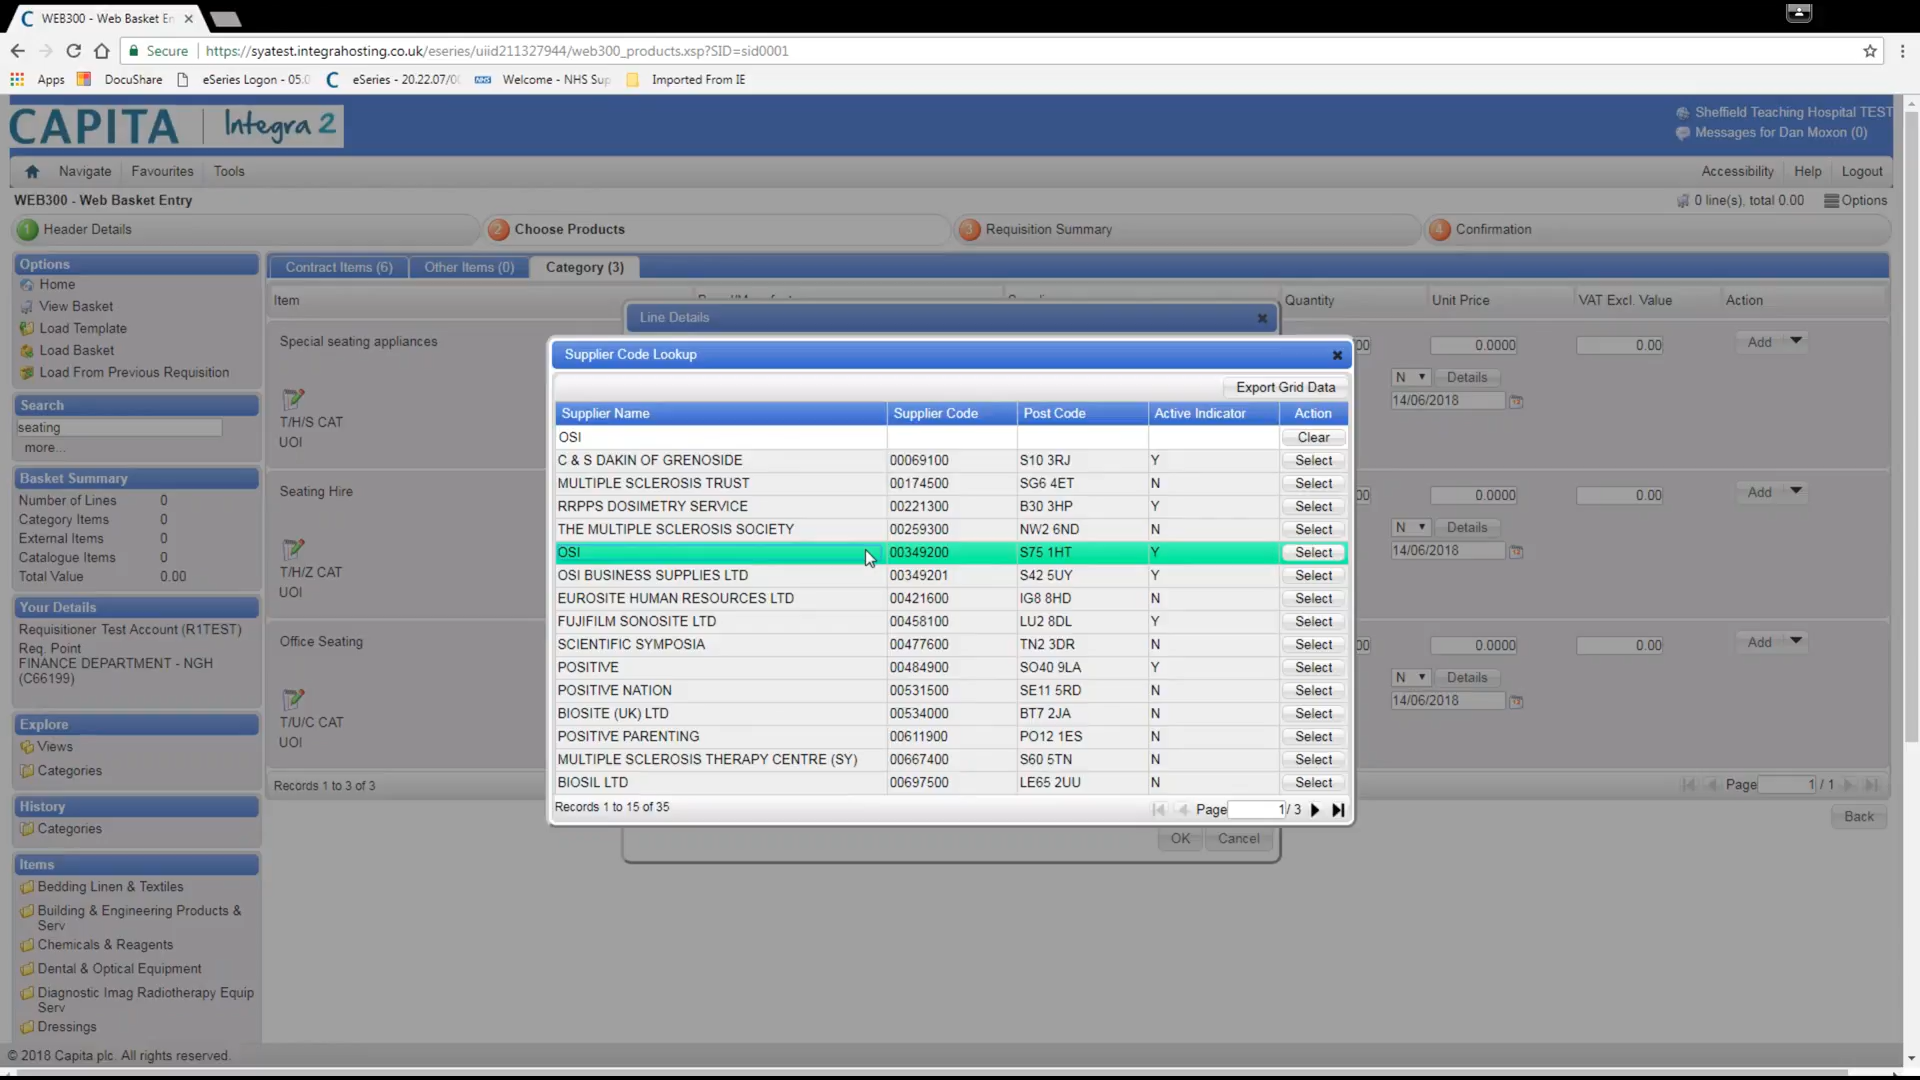 WEB300 - Web Basket En
Secure https://syatest.integrahosting.co.uk/eseries/uiid211327944/web300_products.xsp?SID=sid0001
Apps DocuShare eSeries Logon - 05.0 eSeries - 20.22.07/00 NHS Welcome - NHS Sup Imported From IE
CAPITA Integra 2
Sheffield Teaching Hospital TEST
Messages for Dan Moxon (0)
Navigate Favourites Tools Accessibility Help Logout
WEB300 - Web Basket Entry 0 line(s), total 0.00 Options
1 Header Details 2 Choose Products 3 Requisition Summary 4 Confirmation
Options
Home
View Basket
Load Template
Load Basket
Load From Previous Requisition
Search
seating
more...
Basket Summary
Number of Lines 0
Category Items 0
External Items 0
Catalogue Items 0
Total Value 0.00
Your Details
Requisitioner Test Account (R1TEST)
Req. Point
FINANCE DEPARTMENT - NGH
(C66199)
Explore
Views
Categories
History
Categories
Items
Bedding Linen & Textiles
Building & Engineering Products &
Serv
Chemicals & Reagents
Dental & Optical Equipment
Diagnostic Imag Radiotherapy Equip
Serv
Dressings
Contract Items (6) Other Items (0) Category (3)
Item Quantity Unit Price VAT Excl. Value Action
Special seating appliances 00 0.0000 0.00 Add
N Details
14/06/2018
T/H/S CAT
UOI
Seating Hire 00 0.0000 0.00 Add
N Details
14/06/2018
T/H/Z CAT
UOI
Office Seating 00 0.0000 0.00 Add
N Details
14/06/2018
T/U/C CAT
UOI
Records 1 to 3 of 3 Page 1 / 1
Back
Line Details
Supplier Code Lookup
Export Grid Data
Supplier Name Supplier Code Post Code Active Indicator Action
OSI Clear
C & S DAKIN OF GRENOSIDE 00069100 S10 3RJ Y Select
MULTIPLE SCLEROSIS TRUST 00174500 SG6 4ET N Select
RRPPS DOSIMETRY SERVICE 00221300 B30 3HP Y Select
THE MULTIPLE SCLEROSIS SOCIETY 00259300 NW2 6ND N Select
OSI 00349200 S75 1HT Y Select
OSI BUSINESS SUPPLIES LTD 00349201 S42 5UY Y Select
EUROSITE HUMAN RESOURCES LTD 00421600 IG8 8HD N Select
FUJIFILM SONOSITE LTD 00458100 LU2 8DL Y Select
SCIENTIFIC SYMPOSIA 00477600 TN2 3DR N Select
POSITIVE 00484900 SO40 9LA Y Select
POSITIVE NATION 00531500 SE11 5RD N Select
BIOSITE (UK) LTD 00534000 BT7 2JA N Select
POSITIVE PARENTING 00611900 PO12 1ES N Select
MULTIPLE SCLEROSIS THERAPY CENTRE (SY) 00667400 S60 5TN N Select
BIOSIL LTD 00697500 LE65 2UU N Select
Records 1 to 15 of 35 Page 1 / 3
OK Cancel
© 2018 Capita plc. All rights reserved.